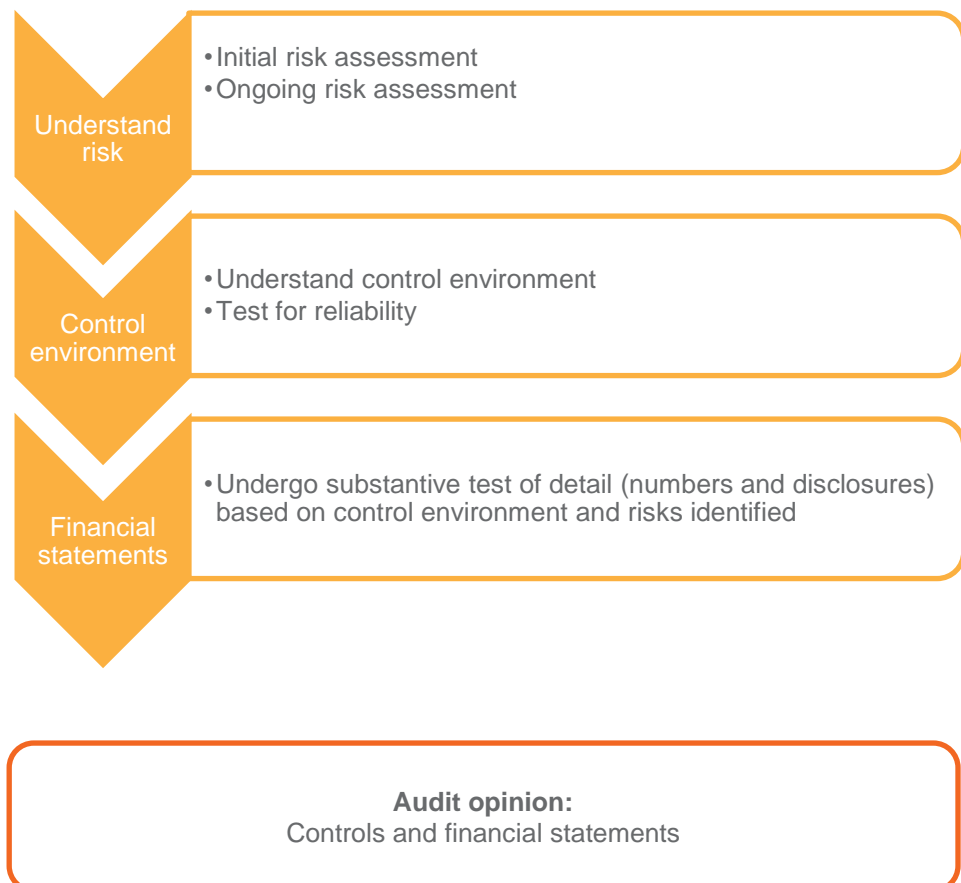 Understand
risk
•Initial risk assessment
•Ongoing risk assessment
Control
environment
•Understand control environment
•Test for reliability
Financial
statements
•Undergo substantive test of detail (numbers and disclosures)
based on control environment and risks identified
Audit opinion:
Controls and financial statements